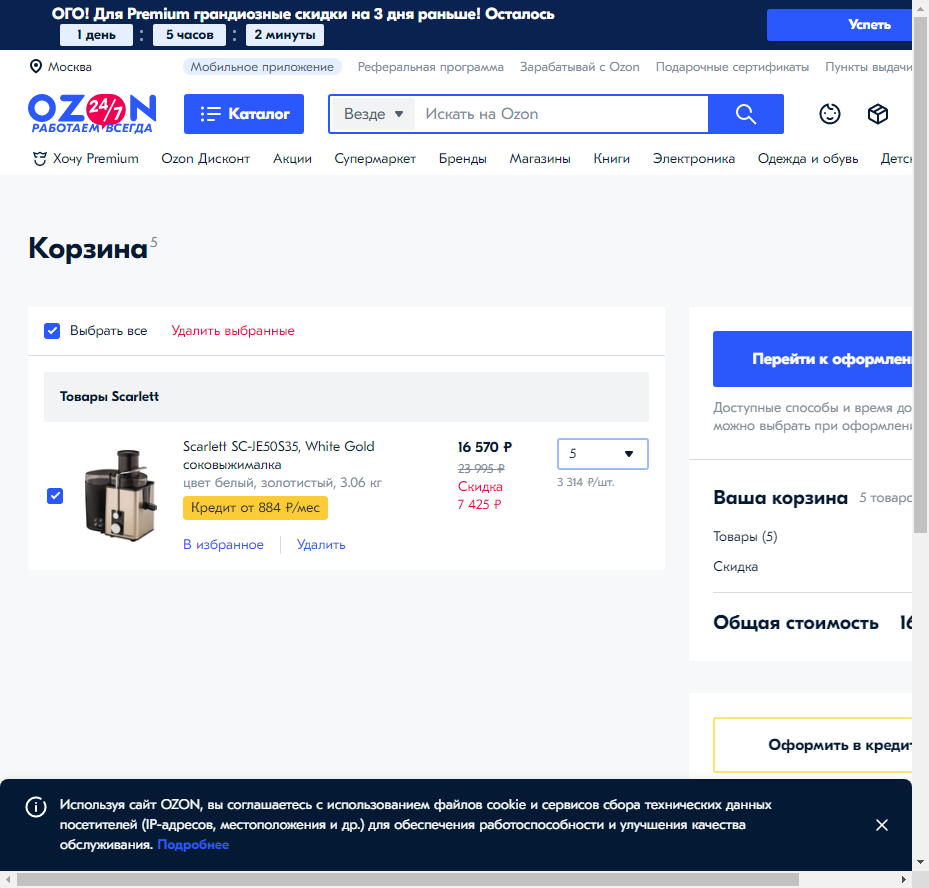 ОГО! Для Premium грандиозные скидки на 3 дня раньше! Осталось
1 день : 5 часов : 2 минуты
Успеть
Москва
Мобильное приложение
Реферальная программа
Зарабатывай с Ozon
Подарочные сертификаты
Пункты выдачи
OZON 24/7
РАБОТАЕМ ВСЕГДА
Каталог
Везде
Искать на Ozon
Хочу Premium
Ozon Дисконт
Акции
Супермаркет
Бренды
Магазины
Книги
Электроника
Одежда и обувь
Детск
Корзина 5
Выбрать все
Удалить выбранные
Товары Scarlett
Scarlett SC-JE50S35, White Gold
соковыжималка
цвет белый, золотистый, 3.06 кг
Кредит от 884 ₽/мес
В избранное
Удалить
16 570 ₽
23 995 ₽
Скидка
7 425 ₽
5
3 314 ₽/шт.
Перейти к оформлен
Доступные способы и время до
можно выбрать при оформлени
Ваша корзина
5 товаро
Товары (5)
Скидка
Общая стоимость
16
Оформить в кредит
Используя сайт OZON, вы соглашаетесь с использованием файлов cookie и сервисов сбора технических данных
посетителей (IP-адресов, местоположения и др.) для обеспечения работоспособности и улучшения качества
обслуживания. Подробнее